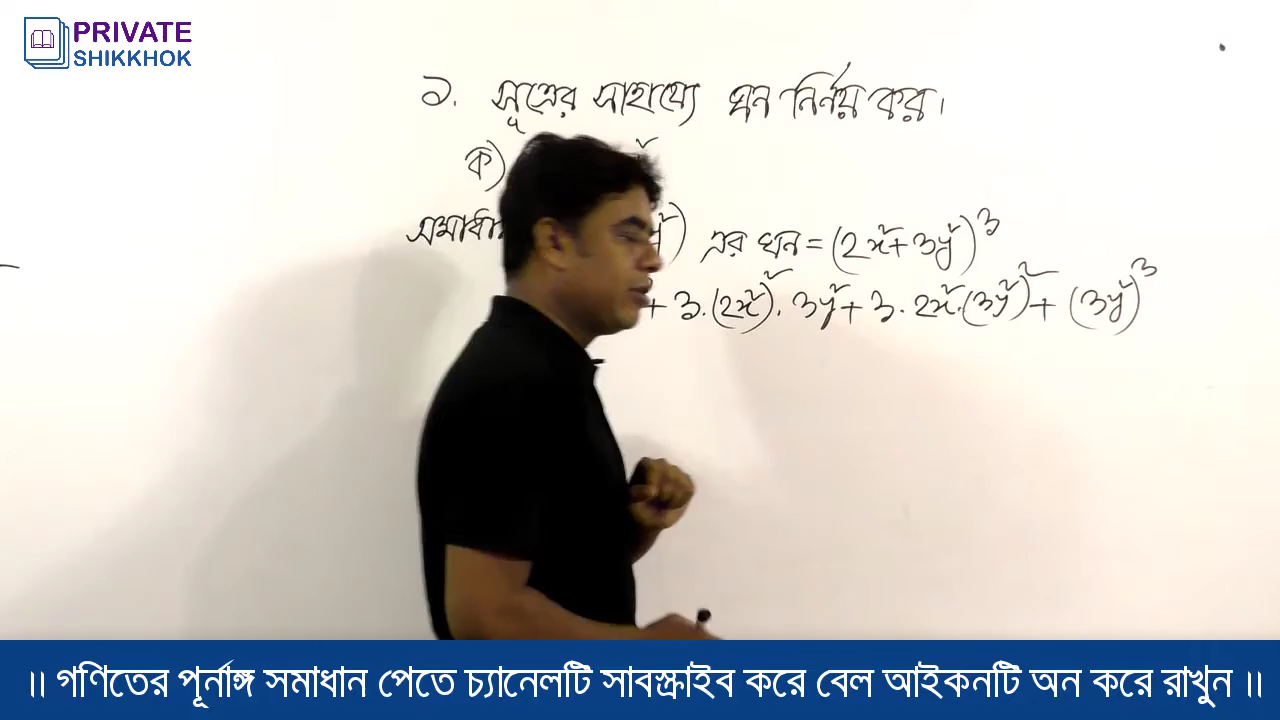 PRIVATE
SHIKKHOK
১. সূত্রের সাহায্যে ঘন নির্ণয় কর।
ক)
সমাধান
y²) এর ঘন = (2x²+3y²)³
+ 3.(2x²)². 3y²+ 3. 2x².(3y²)²+ (3y²)³
॥ গণিতের পূর্নাঙ্গ সমাধান পেতে চ্যানেলটি সাবস্ক্রাইব করে বেল আইকনটি অন করে রাখুন ॥